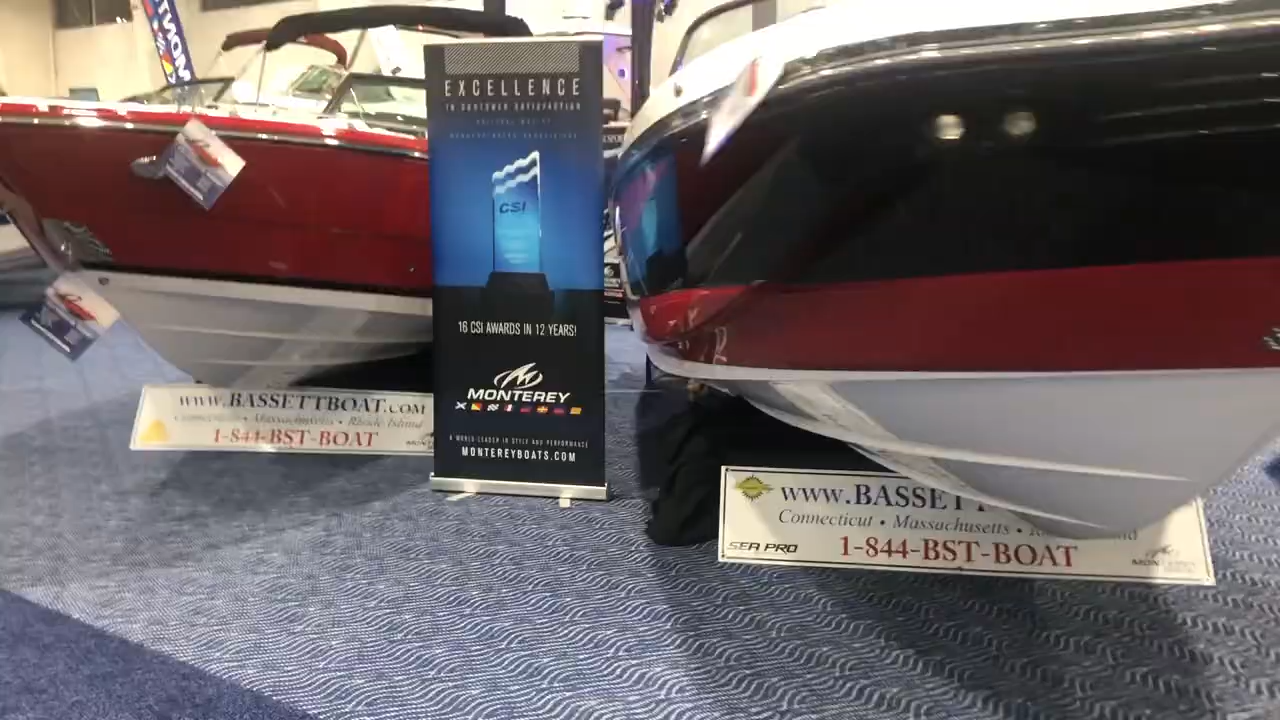 EXCELLENCE
IN CUSTOMER SATISFACTION
CSI
16 CSI AWARDS IN 12 YEARS!
MONTEREY
A WORLD LEADER IN STYLE AND PERFORMANCE
MONTEREYBOATS.COM
WWW.BASSETTBOAT.COM
Connecticut • Massachusetts • Rhode Island
1-844-BST-BOAT
WWW.BASSETT
Connecticut • Massachusetts •
SEA PRO 1-844-BST-BOAT